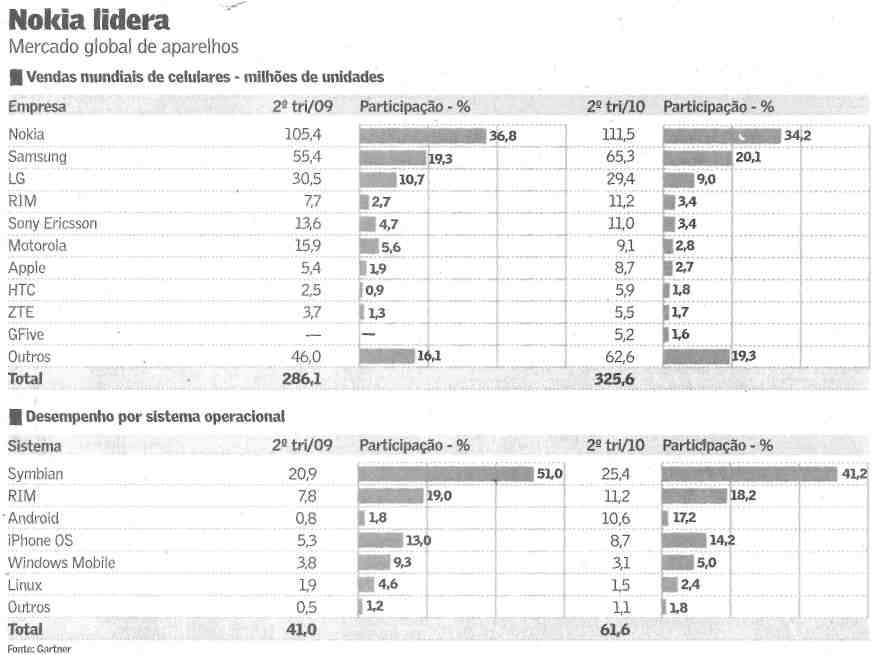 Nokia lidera
Mercado global de aparelhos
Vendas mundiais de celulares - milhões de unidades
Empresa 2º tri/09 Participação - % 2º tri/10 Participação - %
Nokia 105,4 36,8 111,5 34,2
Samsung 55,4 19,3 65,3 20,1
LG 30,5 10,7 29,4 9,0
RIM 7,7 2,7 11,2 3,4
Sony Ericsson 13,6 4,7 11,0 3,4
Motorola 15,9 5,6 9,1 2,8
Apple 5,4 1,9 8,7 2,7
HTC 2,5 0,9 5,9 1,8
ZTE 3,7 1,3 5,5 1,7
GFive — — 5,2 1,6
Outros 46,0 16,1 62,6 19,3
Total 286,1 325,6
Desempenho por sistema operacional
Sistema 2º tri/09 Participação - % 2º tri/10 Participação - %
Symbian 20,9 51,0 25,4 41,2
RIM 7,8 19,0 11,2 18,2
Android 0,8 1,8 10,6 17,2
iPhone OS 5,3 13,0 8,7 14,2
Windows Mobile 3,8 9,3 3,1 5,0
Linux 1,9 4,6 1,5 2,4
Outros 0,5 1,2 1,1 1,8
Total 41,0 61,6
Fonte: Gartner